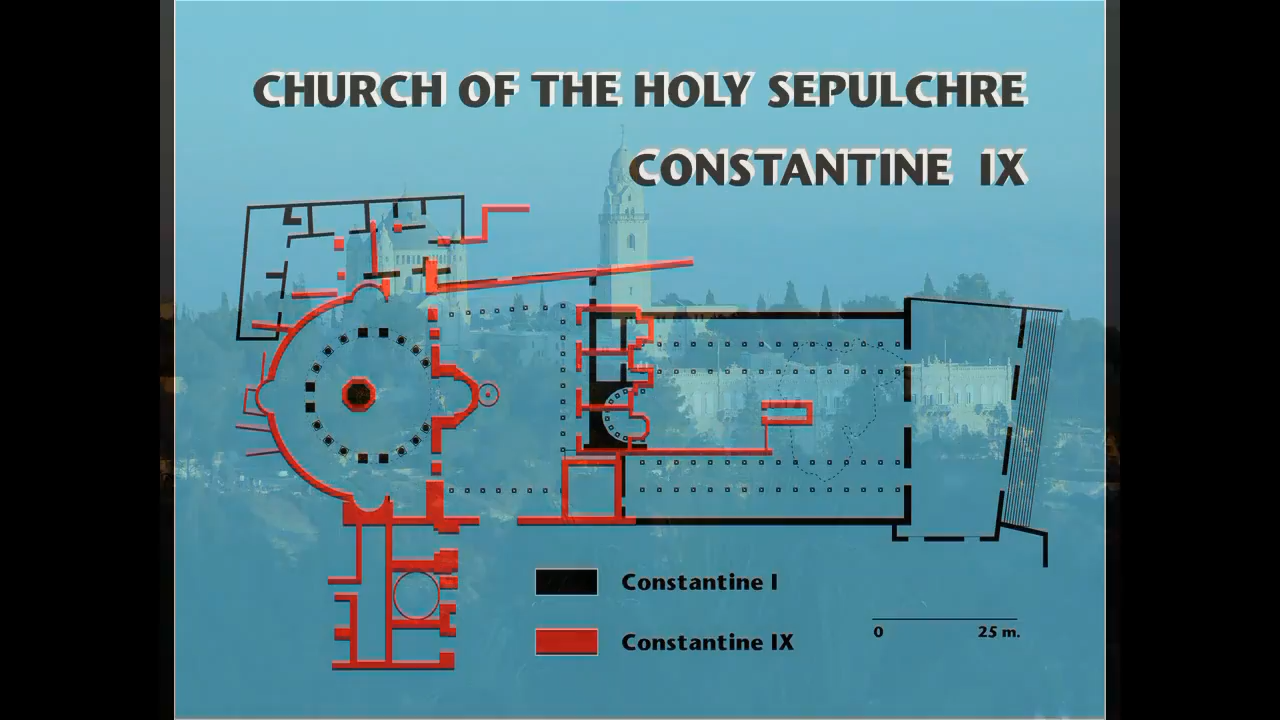 CHURCH OF THE HOLY SEPULCHRE
CONSTANTINE IX
Constantine I
Constantine IX
0 25 m.